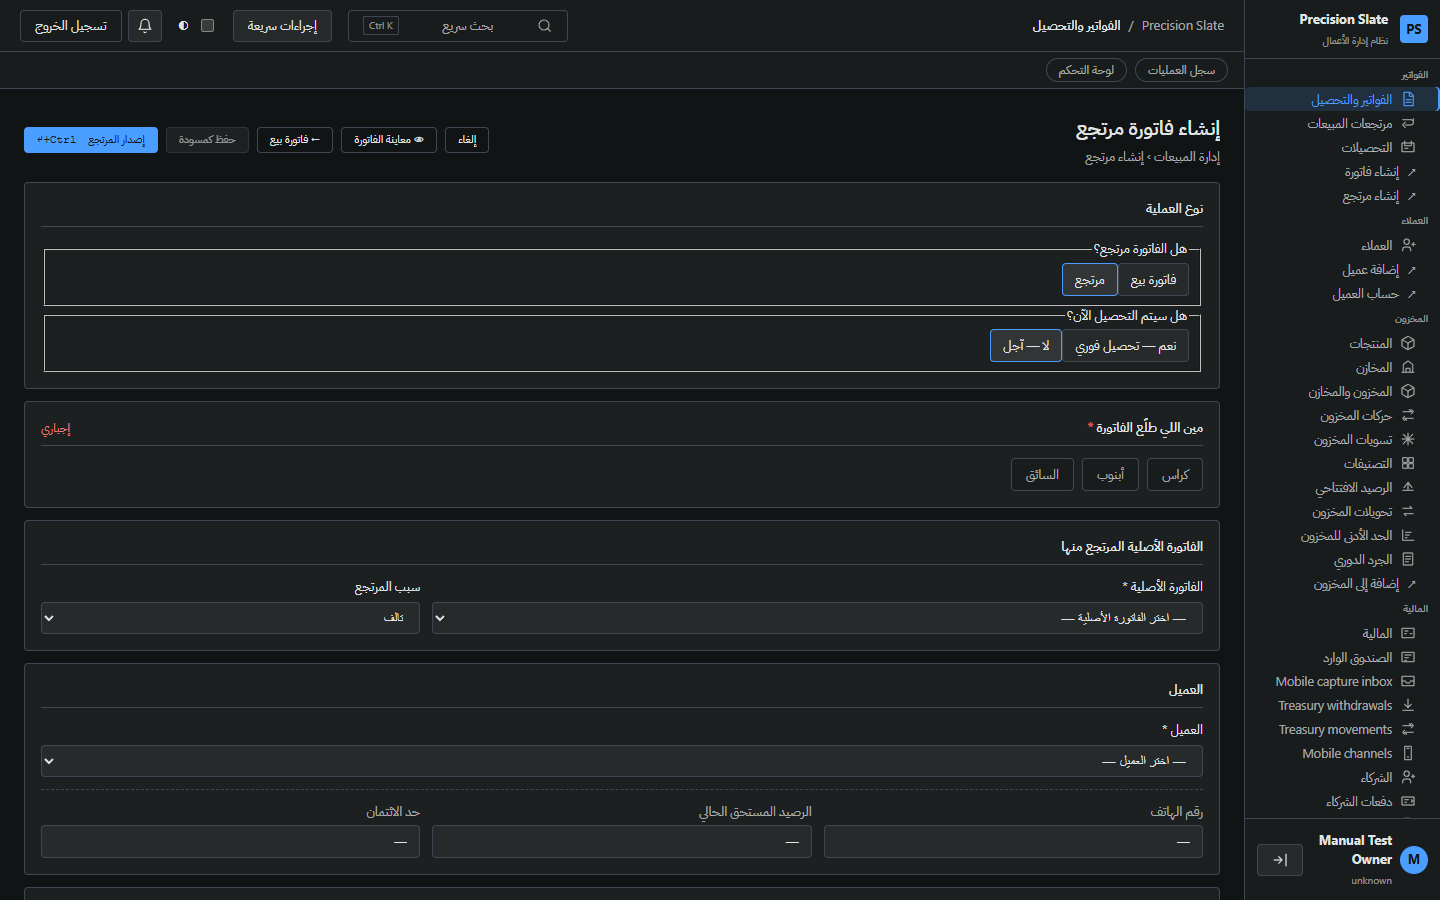 PS
Precision Slate
نظام إدارة الأعمال
Precision Slate / الفواتير والتحصيل
بحث سريع
Ctrl K
إجراءات سريعة
تسجيل الخروج
سجل العمليات
لوحة التحكم
الفواتير
الفواتير والتحصيل
مرتجعات المبيعات
التحصيلات
إنشاء فاتورة
إنشاء مرتجع
العملاء
العملاء
إضافة عميل
حساب العميل
المخزون
المنتجات
المخازن
المخزون والمخازن
حركات المخزون
تسويات المخزون
التصنيفات
الرصيد الافتتاحي
تحويلات المخزون
الحد الأدنى للمخزون
الجرد الدوري
إضافة إلى المخزون
المالية
المالية
الصندوق الوارد
Mobile capture inbox
Treasury withdrawals
Treasury movements
Mobile channels
الشركاء
دفعات الشركاء
Manual Test Owner
unknown
M
إنشاء فاتورة مرتجع
إدارة المبيعات › إنشاء مرتجع
إلغاء
معاينة الفاتورة
← فاتورة بيع
حفظ كمسودة
إصدار المرتجع Ctrl+↵
نوع العملية
هل الفاتورة مرتجع؟
فاتورة بيع
مرتجع
هل سيتم التحصيل الآن؟
نعم — تحصيل فوري
لا — آجل
مين اللي طلّع الفاتورة *
إجباري
كراس
أبنوب
السائق
الفاتورة الأصلية المرتجع منها
الفاتورة الأصلية *
سبب المرتجع
— اختر الفاتورة الأصلية —
تالف
العميل
العميل *
— اختر العميل —
رقم الهاتف
الرصيد المستحق الحالي
حد الائتمان
—
—
—